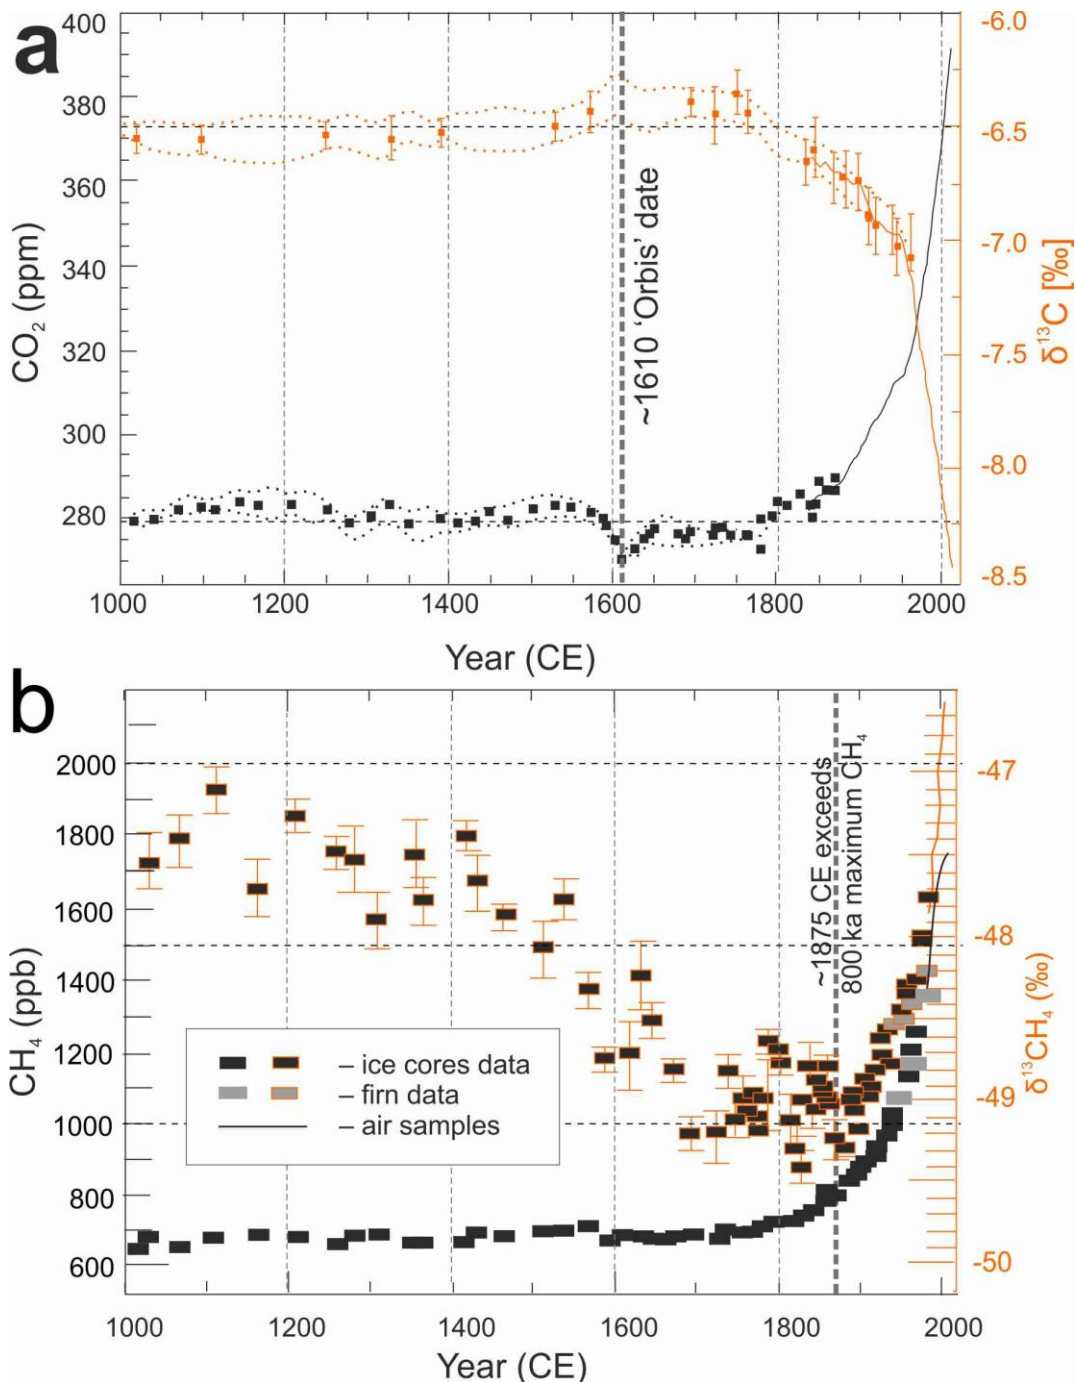 a
400
380
360
340
320
300
280
CO₂ (ppm)
-6.0
-6.5
-7.0
-7.5
-8.0
-8.5
δ¹³C [‰]
~1610 ‘Orbis’ date
1000 1200 1400 1600 1800 2000
Year (CE)
b
2000
1800
1600
1400
1200
1000
800
600
CH₄ (ppb)
-47
-48
-49
-50
δ¹³CH₄ (‰)
~1875 CE exceeds
800 ka maximum CH₄
– ice cores data
– firn data
– air samples
1000 1200 1400 1600 1800 2000
Year (CE)